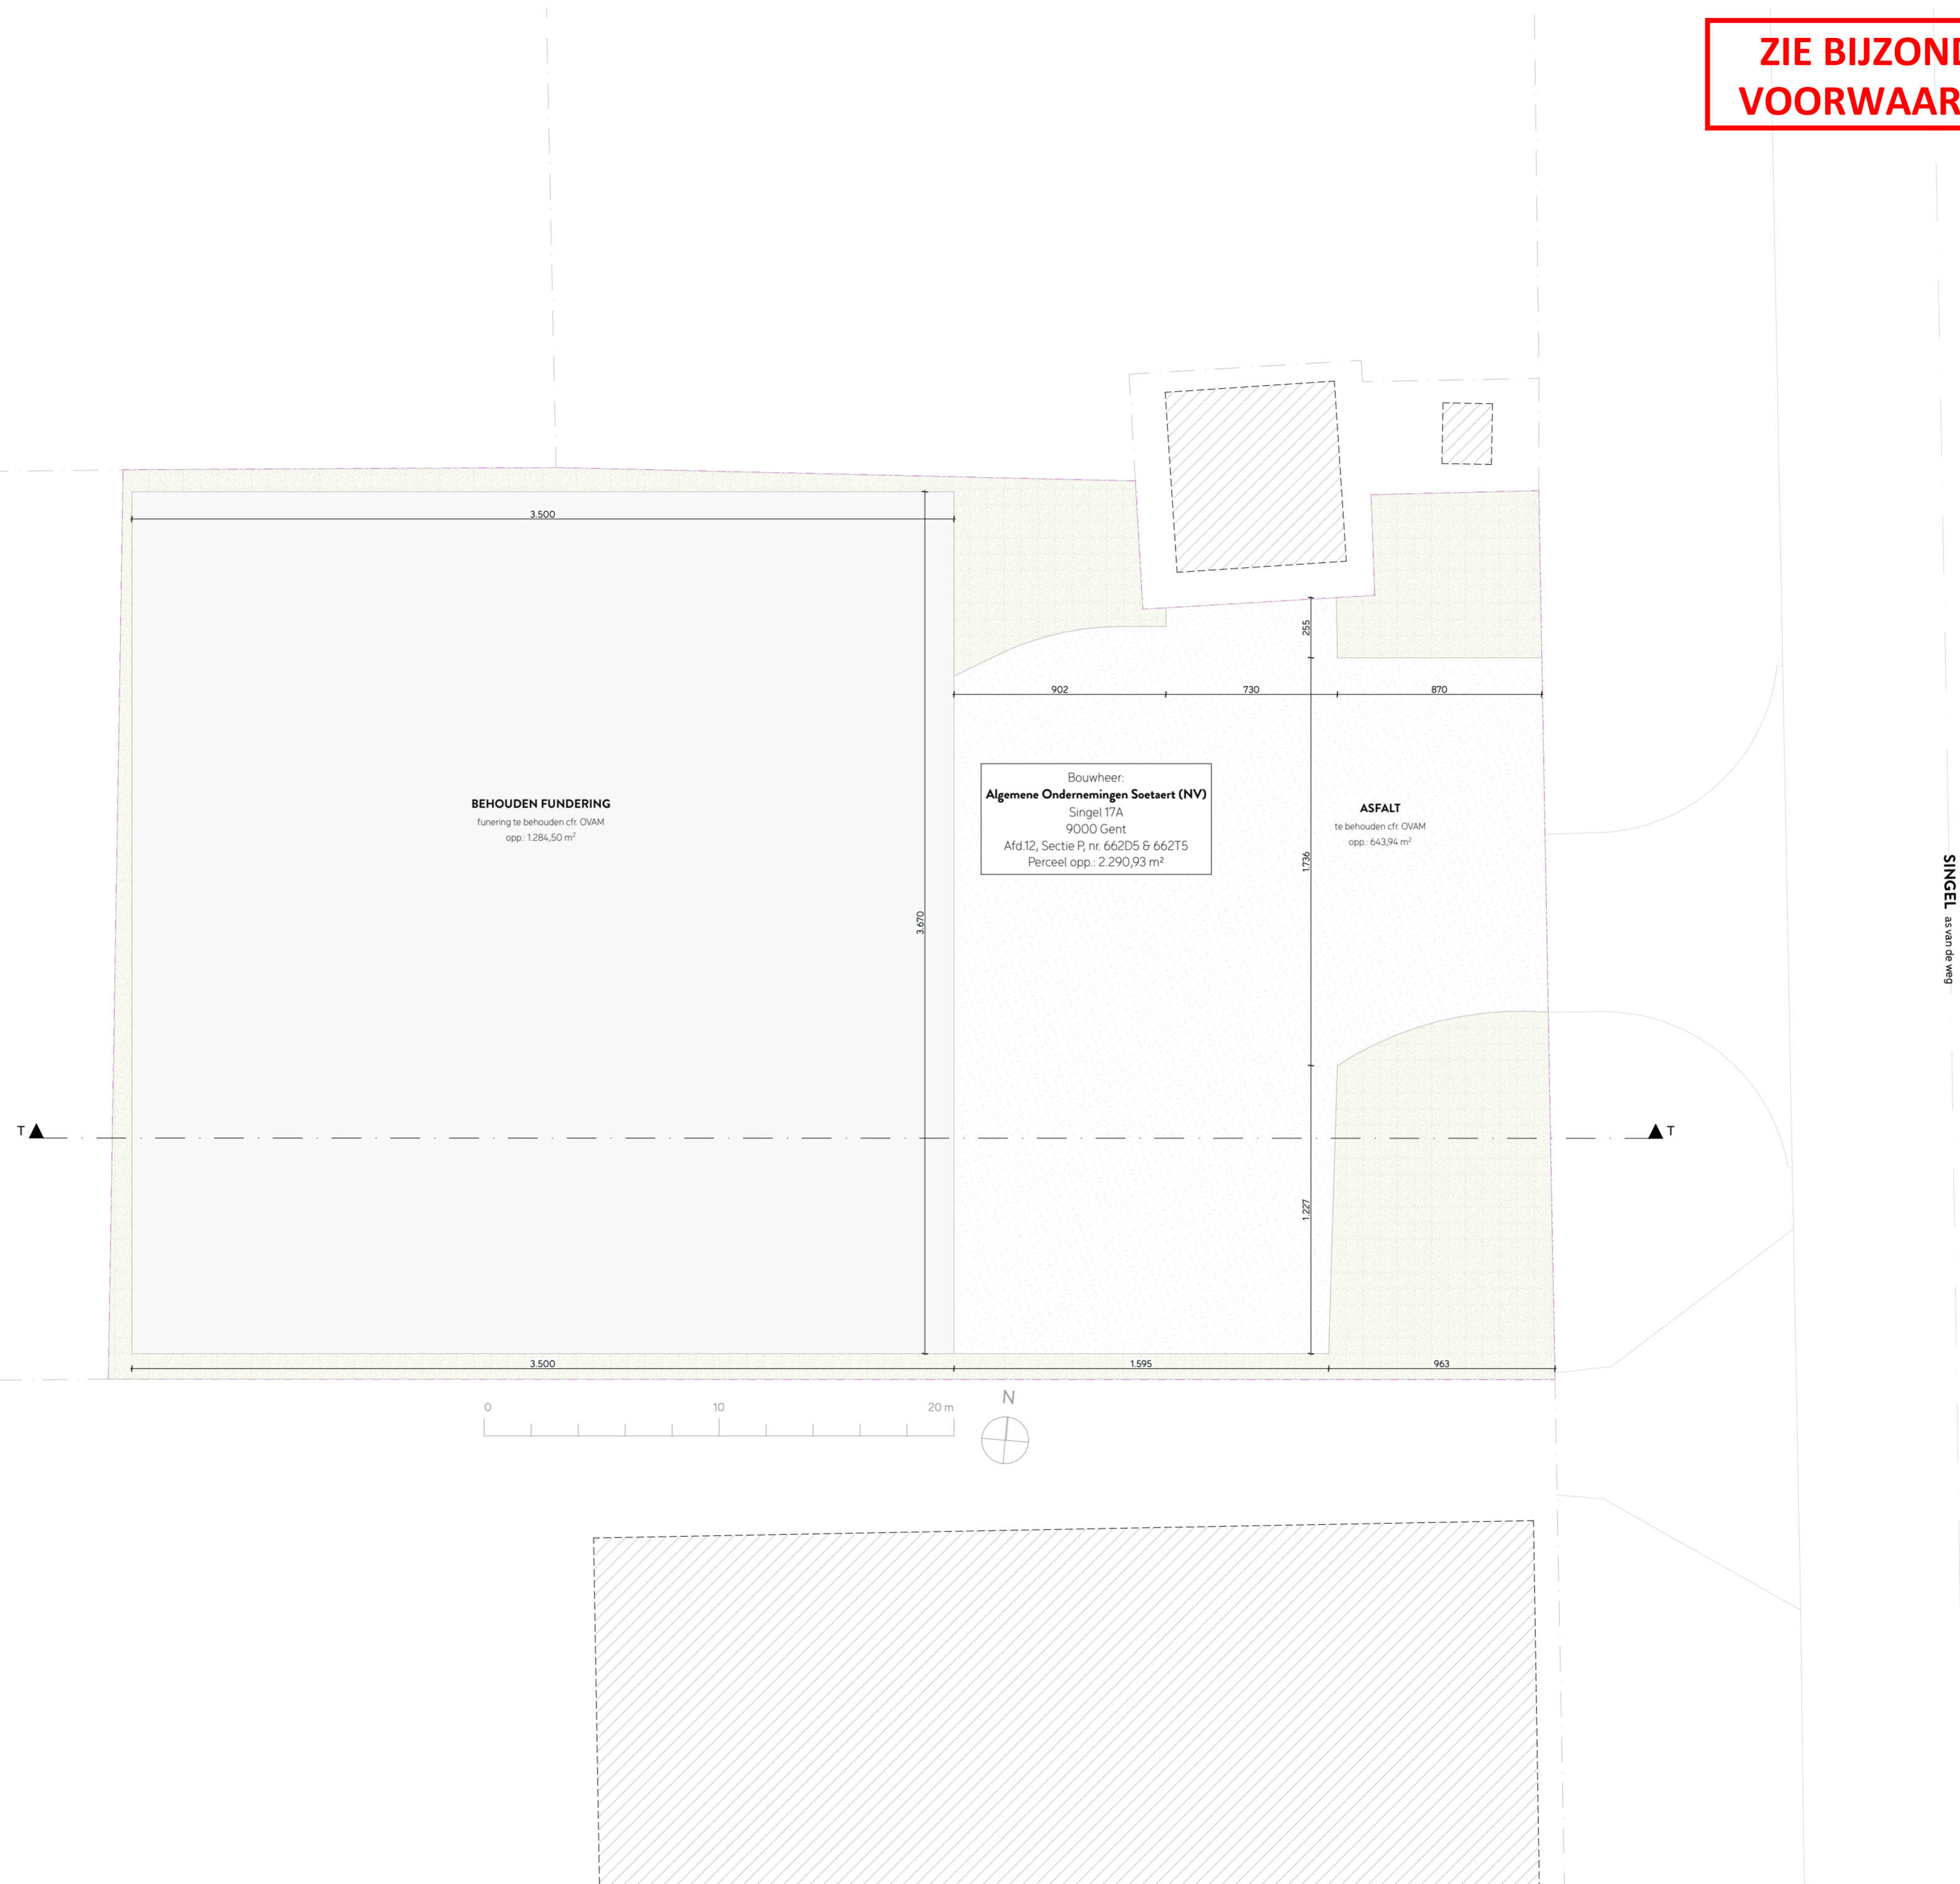 ZIE BIJZOND
VOORWAAR
3.500
255
902
730
870
BEHOUDEN FUNDERING
funering te behouden cfr. OVAM
opp.: 1.284,50 m²
Bouwheer:
Algemene Ondernemingen Soetaert (NV)
Singel 17A
9000 Gent
Afd.12, Sectie P, nr. 662D5 & 662T5
Perceel opp.: 2.290,93 m²
ASFALT
te behouden cfr. OVAM
opp.: 643,94 m²
1.736
3.670
SINGEL as van de weg
T
T
1.227
3.500
1.595
963
0
10
20 m
N